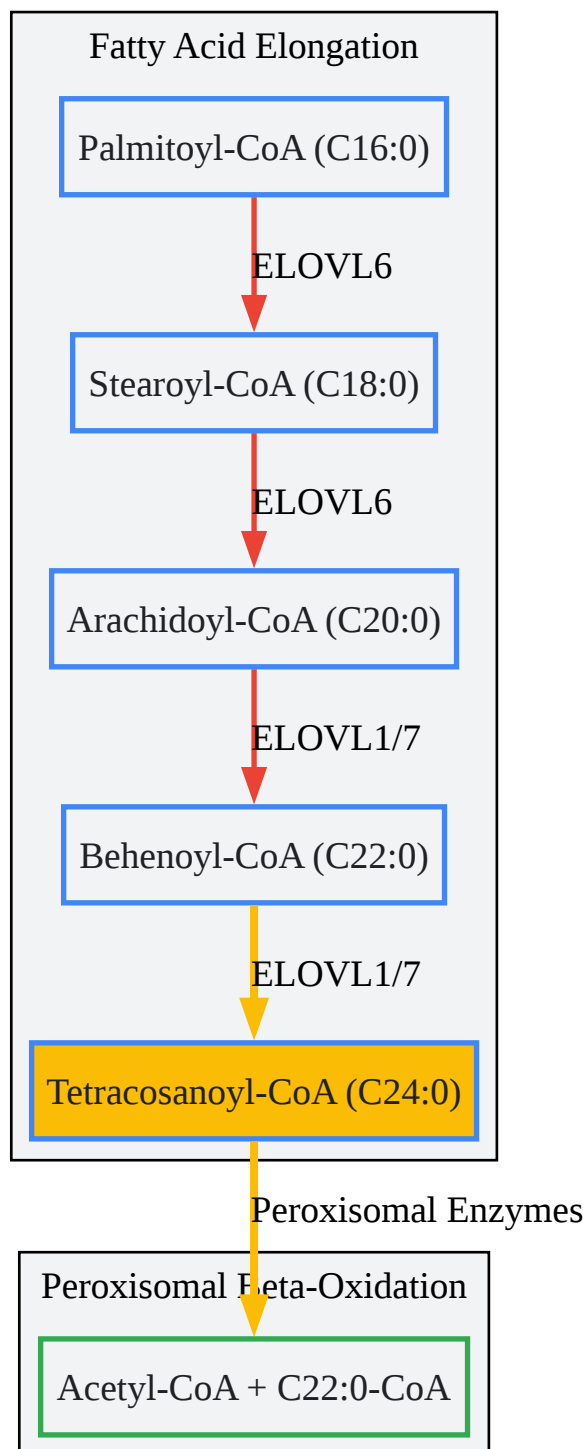 Fatty Acid Elongation
Palmitoyl-CoA (C16:0)
ELOVL6
Stearoyl-CoA (C18:0)
ELOVL6
Arachidoyl-CoA (C20:0)
ELOVL1/7
Behenoyl-CoA (C22:0)
ELOVL1/7
Tetracosanoyl-CoA (C24:0)
Peroxisomal Enzymes
Peroxisomal Beta-Oxidation
Acetyl-CoA + C22:0-CoA